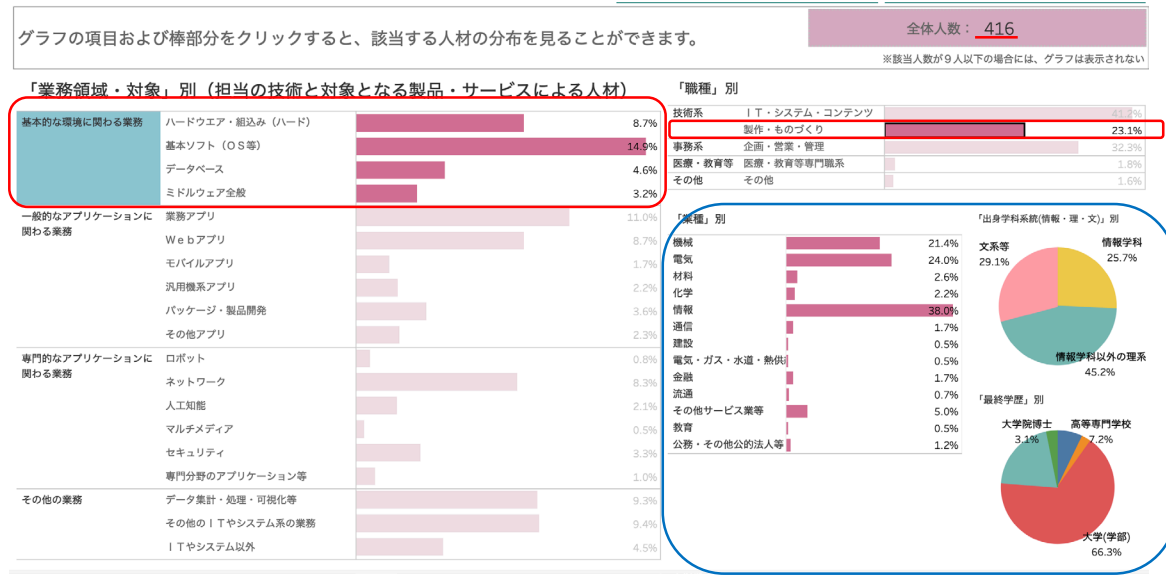 グラフの項目および棒部分をクリックすると、該当する人材の分布を見ることができます。
全体人数： 416
※該当人数が９人以下の場合には、グラフは表示されない
「業務領域・対象」別（担当の技術と対象となる製品・サービスによる人材）
基本的な環境に関わる業務 ハードウエア・組込み（ハード） 8.7%
基本ソフト（ＯＳ等） 14.9%
データベース 4.6%
ミドルウェア全般 3.2%
一般的なアプリケーションに
関わる業務
業務アプリ 11.0%
Ｗｅｂアプリ 8.7%
モバイルアプリ 1.7%
汎用機系アプリ 2.2%
パッケージ・製品開発 3.6%
その他アプリ 2.3%
専門的なアプリケーションに
関わる業務
ロボット 0.8%
ネットワーク 8.3%
人工知能 2.1%
マルチメディア 0.5%
セキュリティ 3.3%
専門分野のアプリケーション等 1.0%
その他の業務 データ集計・処理・可視化等 9.3%
その他のＩＴやシステム系の業務 9.4%
ＩＴやシステム以外 4.5%
「職種」別
技術系 ＩＴ・システム・コンテンツ 41.2%
製作・ものづくり 23.1%
事務系 企画・営業・管理 32.3%
医療・教育等 医療・教育等専門職系 1.8%
その他 その他 1.6%
「業種」別
機械 21.4%
電気 24.0%
材料 2.6%
化学 2.2%
情報 38.0%
通信 1.7%
建設 0.5%
電気・ガス・水道・熱供 0.5%
金融 1.7%
流通 0.7%
その他サービス業等 5.0%
教育 0.5%
公務・その他公的法人等 1.2%
「出身学科系統(情報・理・文)」別
文系等
29.1%
情報学科
25.7%
情報学科以外の理系
45.2%
「最終学歴」別
大学院博士
3.1%
高等専門学校
7.2%
大学(学部)
66.3%